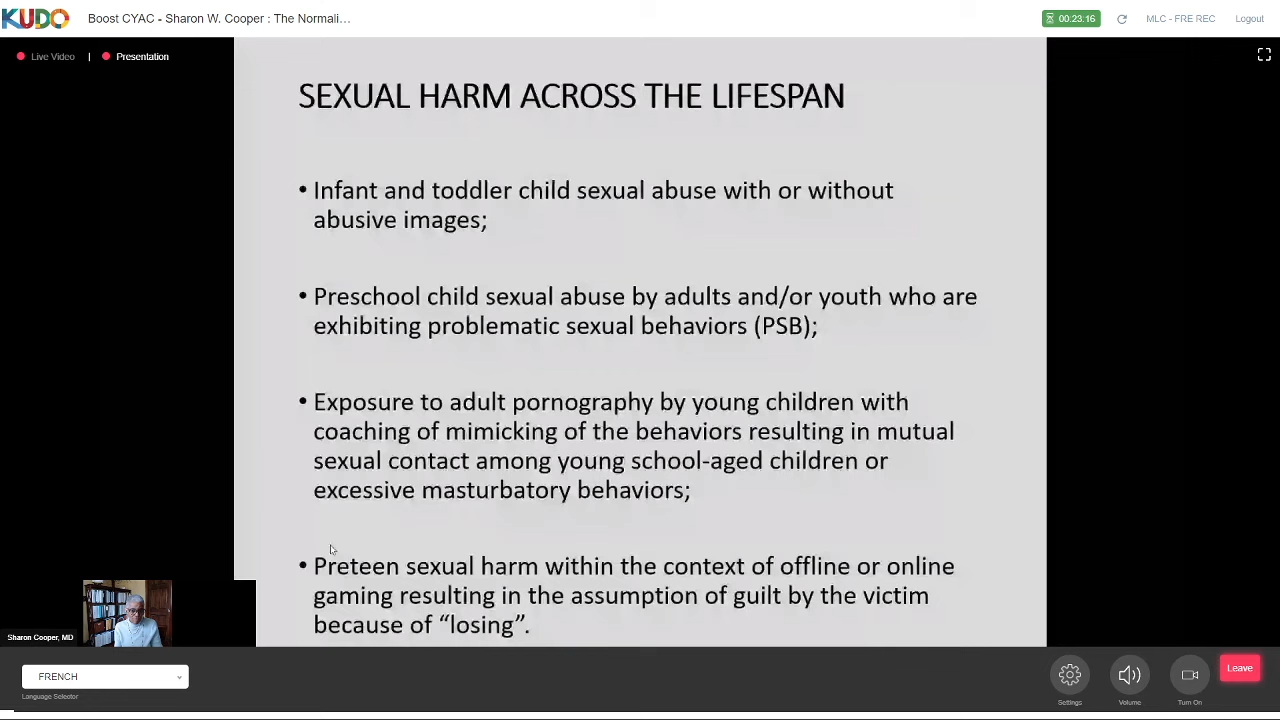 KUDO
Boost CYAC - Sharon W. Cooper : The Normali...
00:23:16
MLC - FRE REC
Logout
Live Video | Presentation
SEXUAL HARM ACROSS THE LIFESPAN
• Infant and toddler child sexual abuse with or without
abusive images;
• Preschool child sexual abuse by adults and/or youth who are
exhibiting problematic sexual behaviors (PSB);
• Exposure to adult pornography by young children with
coaching of mimicking of the behaviors resulting in mutual
sexual contact among young school-aged children or
excessive masturbatory behaviors;
• Preteen sexual harm within the context of offline or online
gaming resulting in the assumption of guilt by the victim
because of “losing”.
Sharon Cooper, MD
FRENCH
Language Selector
Settings
Volume
Turn On
Leave